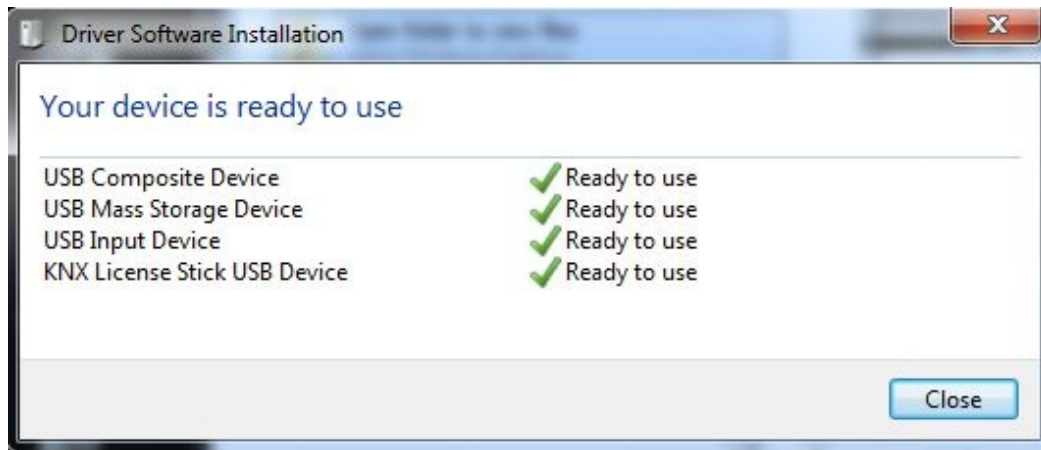 Driver Software Installation
Your device is ready to use
USB Composite Device Ready to use
USB Mass Storage Device Ready to use
USB Input Device Ready to use
KNX License Stick USB Device Ready to use
Close